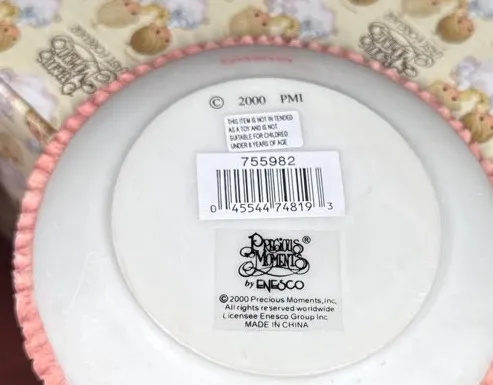 © 2000 PMI
THIS ITEM IS NOT IN TENDED
AS A TOY AND IS NOT
SUITABLE FOR CHILDREN
UNDER 8 YEARS OF AGE
755982
0 45544 74819 3
PRECIOUS ®
MOMENTS
by ENESCO
© 2000 Precious Moments, Inc.
All rights reserved worldwide
Licensee Enesco Group Inc
MADE IN CHINA